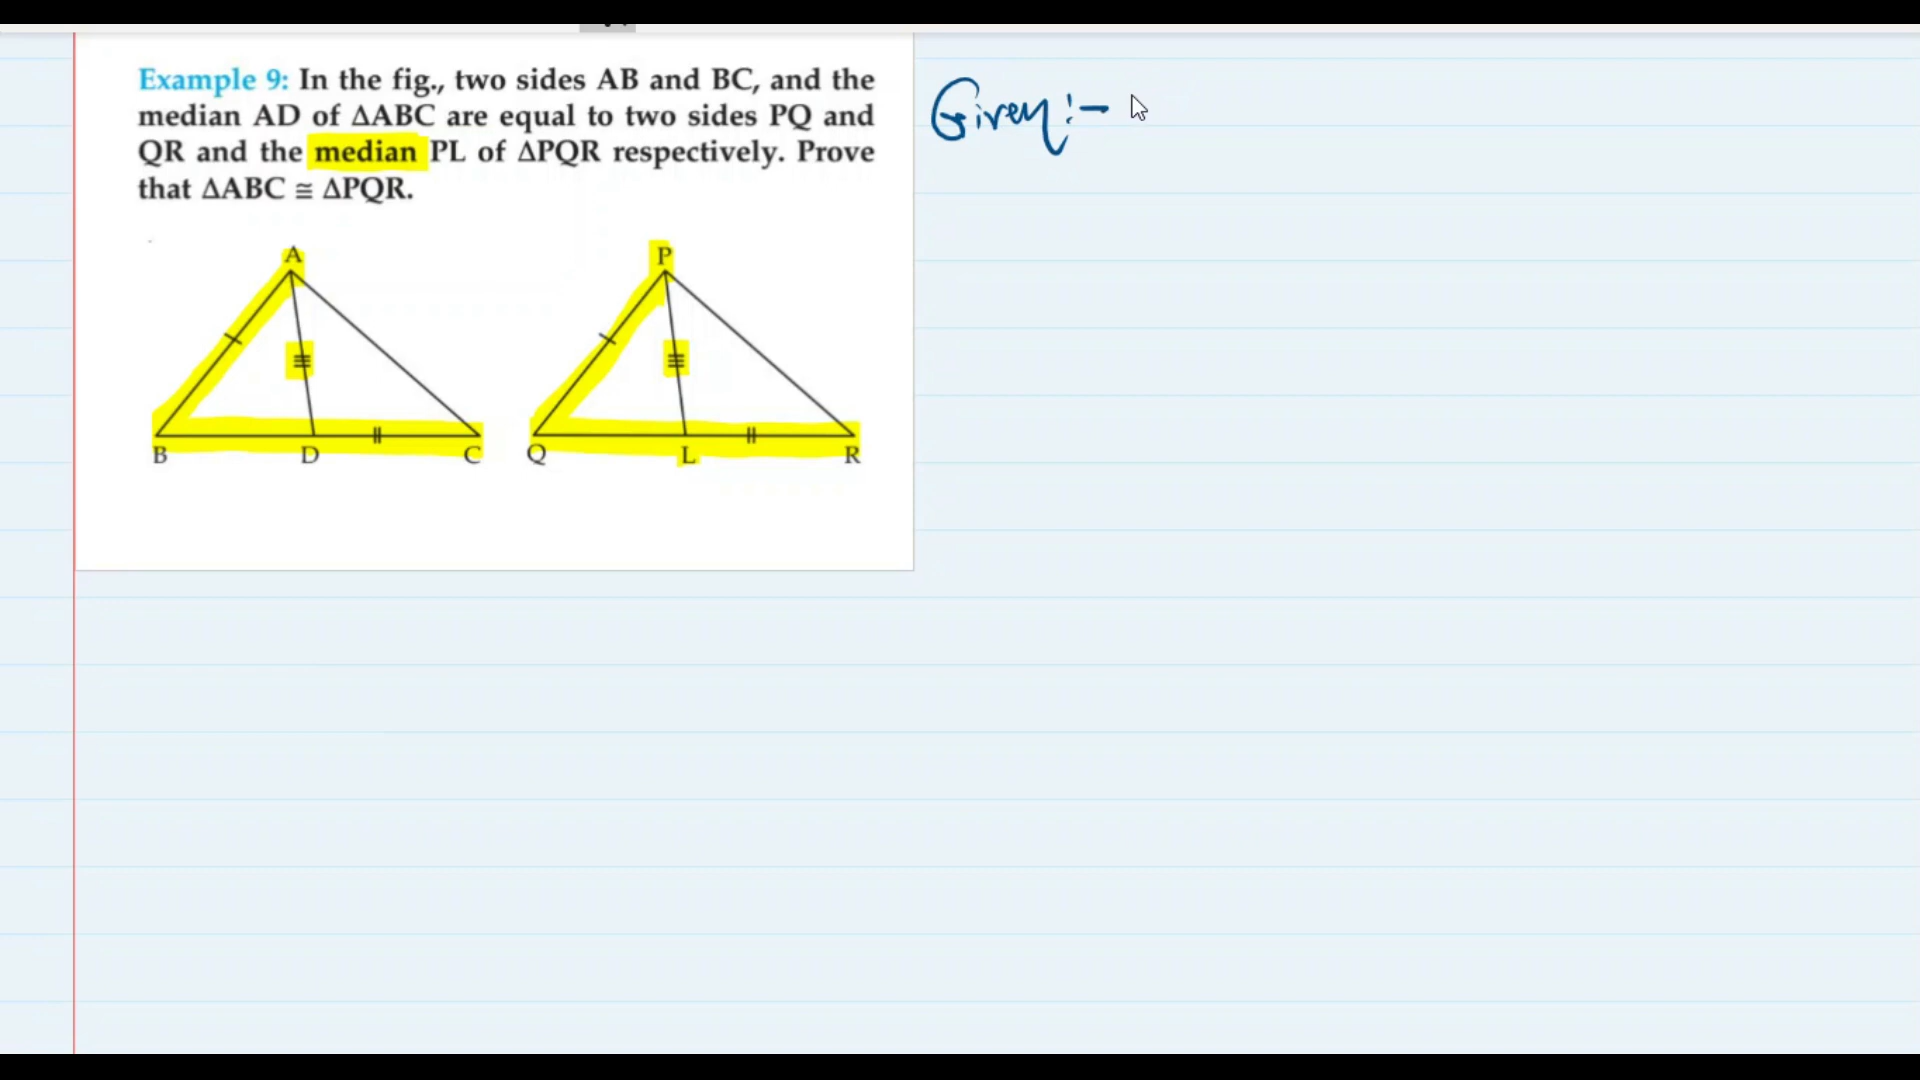 Example 9: In the fig., two sides AB and BC, and the
median AD of ΔABC are equal to two sides PQ and
QR and the median PL of ΔPQR respectively. Prove
that ΔABC ≅ ΔPQR.
Given :-
A
P
B
D
C
Q
L
R